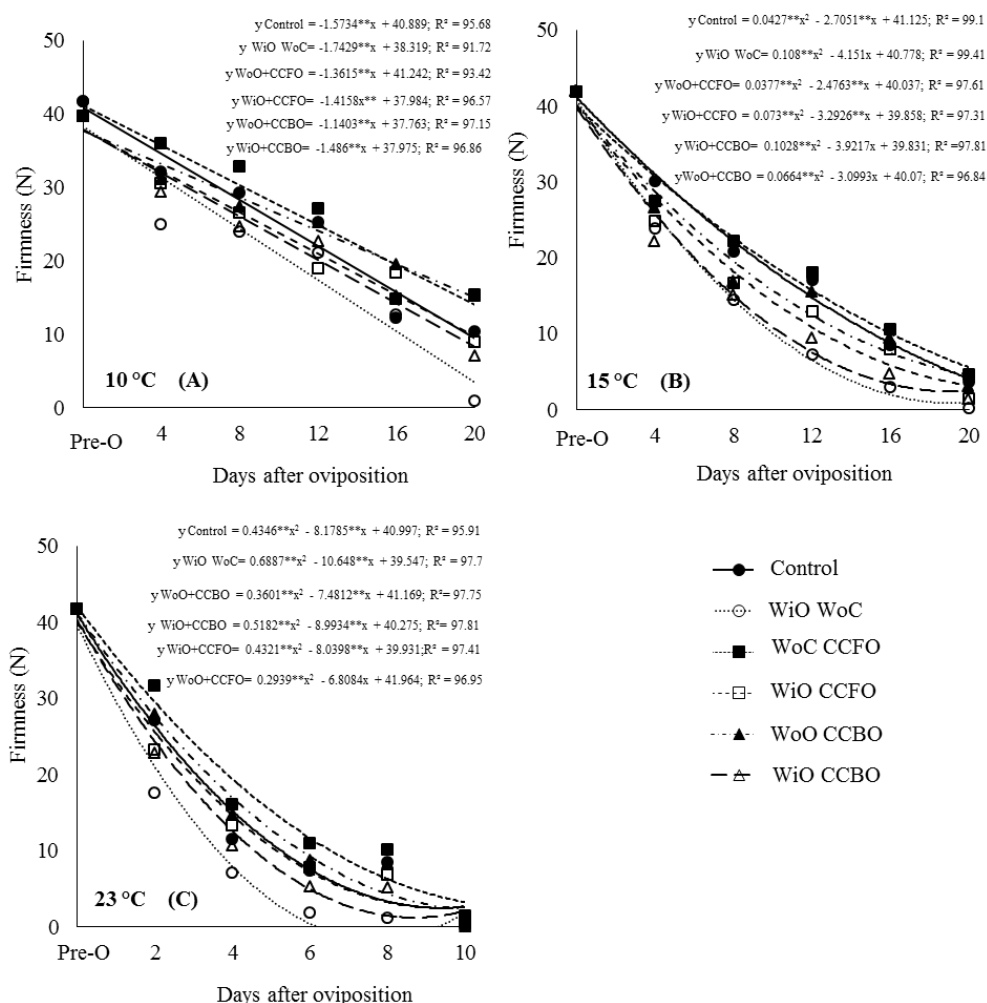 y Control = -1.5734**x + 40.889; R² = 95.68
y WiO WoC= -1.7429**x + 38.319; R² = 91.72
y WoO+CCFO = -1.3615**x + 41.242; R² = 93.42
y WiO+CCFO= -1.4158x** + 37.984; R² = 96.57
y WoO+CCBO= -1.1403**x + 37.763; R² = 97.15
y WiO+CCBO= -1.486**x + 37.975; R² = 96.86
Firmness (N)
50
40
30
20
10
0
10 °C (A)
Pre-O 4 8 12 16 20
Days after oviposition
y Control = 0.0427**x² - 2.7051**x + 41.125; R² = 99.1
y WiO WoC= 0.108**x² - 4.151x + 40.778; R² = 99.41
y WoO+CCFO = 0.0377**x² - 2.4763**x + 40.037; R² = 97.61
y WiO+CCFO= 0.073**x² - 3.2926**x + 39.858; R² = 97.31
y WiO+CCBO= 0.1028**x² - 3.9217**x + 39.831; R² =97.81
y WoO+CCBO = 0.0664**x² - 3.0993**x + 40.07; R² = 96.84
Firmness (N)
50
40
30
20
10
0
15 °C (B)
Pre-O 4 8 12 16 20
Days after oviposition
y Control = 0.4346**x² - 8.1785**x + 40.997; R² = 95.91
y WiO WoC= 0.6887**x² - 10.648**x + 39.547; R² = 97.7
y WoO+CCBO = 0.3601**x² - 7.4812**x + 41.169; R² = 97.75
y WiO+CCBO = 0.5182**x² - 8.9934**x + 40.275; R² = 97.81
y WiO+CCFO= 0.4321**x² - 8.0398**x + 39.931;R² = 97.41
y WoO+CCFO= 0.2939**x² - 6.8084x + 41.964; R² = 96.95
Firmness (N)
50
40
30
20
10
0
23 °C (C)
Pre-O 2 4 6 8 10
Days after oviposition
Control
WiO WoC
WoC CCFO
WiO CCFO
WoO CCBO
WiO CCBO